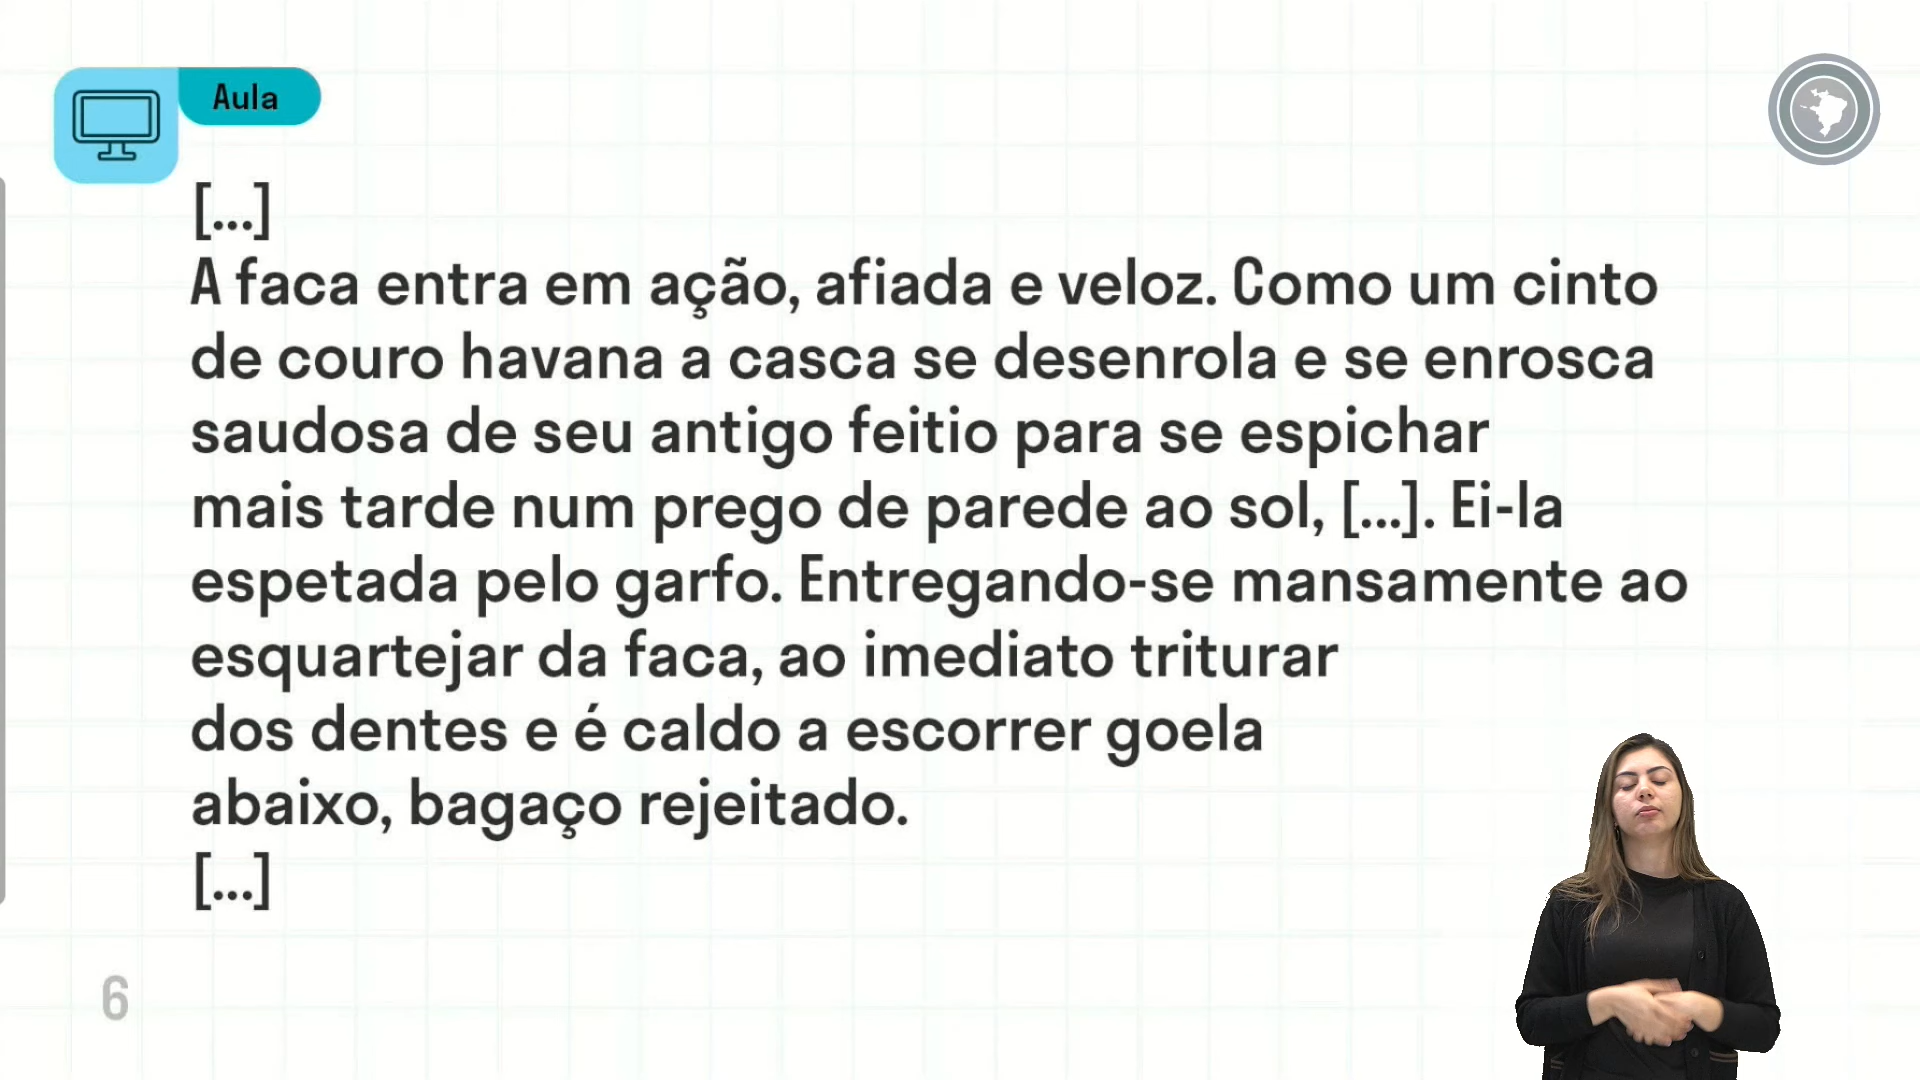 Aula
[...]
A faca entra em ação, afiada e veloz. Como um cinto
de couro havana a casca se desenrola e se enrosca
saudosa de seu antigo feitio para se espichar
mais tarde num prego de parede ao sol, [...]. Ei-la
espetada pelo garfo. Entregando-se mansamente ao
esquartejar da faca, ao imediato triturar
dos dentes e é caldo a escorrer goela
abaixo, bagaço rejeitado.
[...]
6